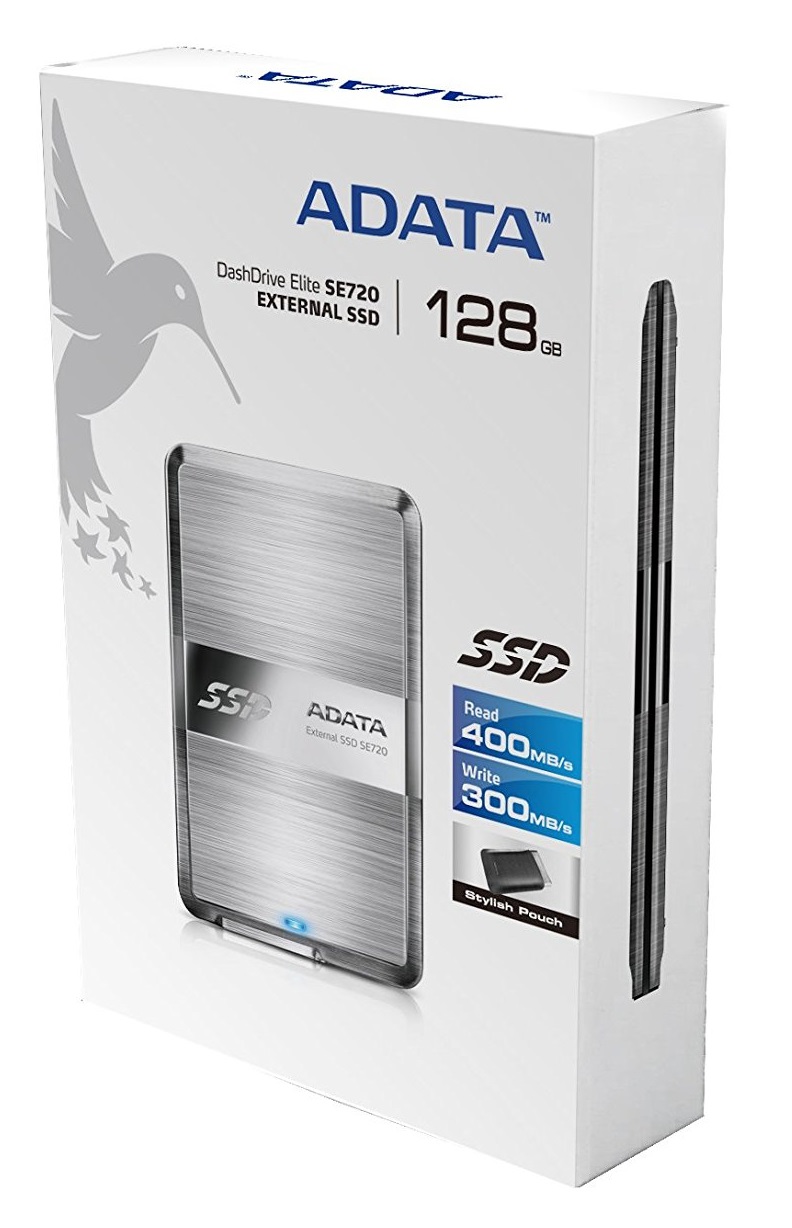 ADATA™
ADATA™
DashDrive Elite SE720
EXTERNAL SSD
128GB
SSD
ADATA
External SSD SE720
SSD
Read
400MB/s
Write
300MB/s
Stylish Pouch